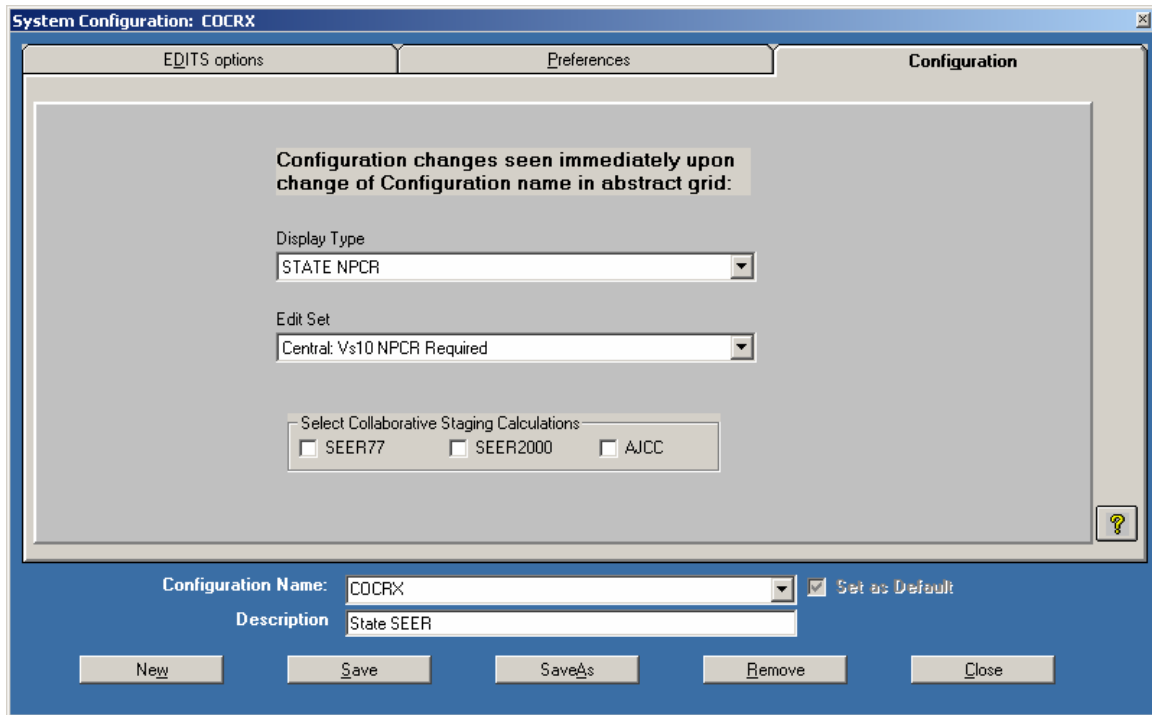 System Configuration: COCRX
EDITS options
Preferences
Configuration
Configuration changes seen immediately upon
change of Configuration name in abstract grid:
Display Type
STATE NPCR
Edit Set
Central: Vs10 NPCR Required
Select Collaborative Staging Calculations
SEER77
SEER2000
AJCC
?
Configuration Name:
COCRX
Set as Default
Description
State SEER
New
Save
SaveAs
Remove
Close